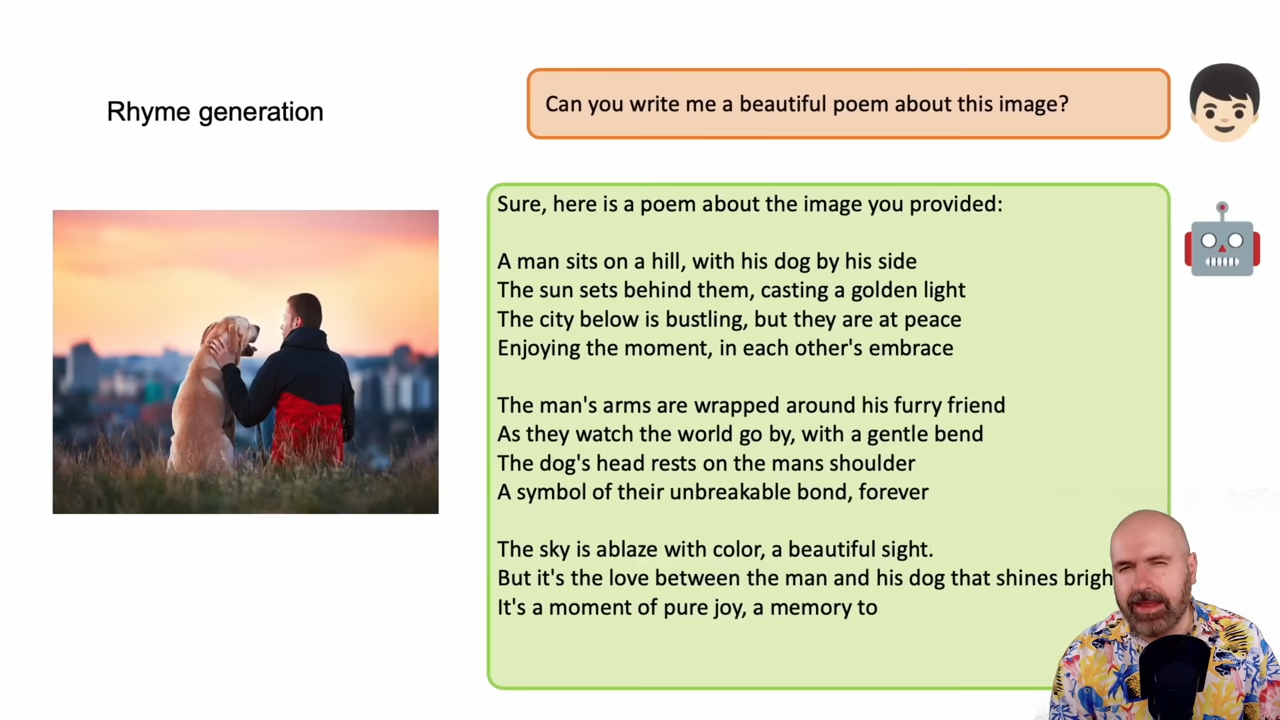 Rhyme generation
Can you write me a beautiful poem about this image?
Sure, here is a poem about the image you provided:
A man sits on a hill, with his dog by his side
The sun sets behind them, casting a golden light
The city below is bustling, but they are at peace
Enjoying the moment, in each other's embrace
The man's arms are wrapped around his furry friend
As they watch the world go by, with a gentle bend
The dog's head rests on the mans shoulder
A symbol of their unbreakable bond, forever
The sky is ablaze with color, a beautiful sight.
But it's the love between the man and his dog that shines brigh
It's a moment of pure joy, a memory to